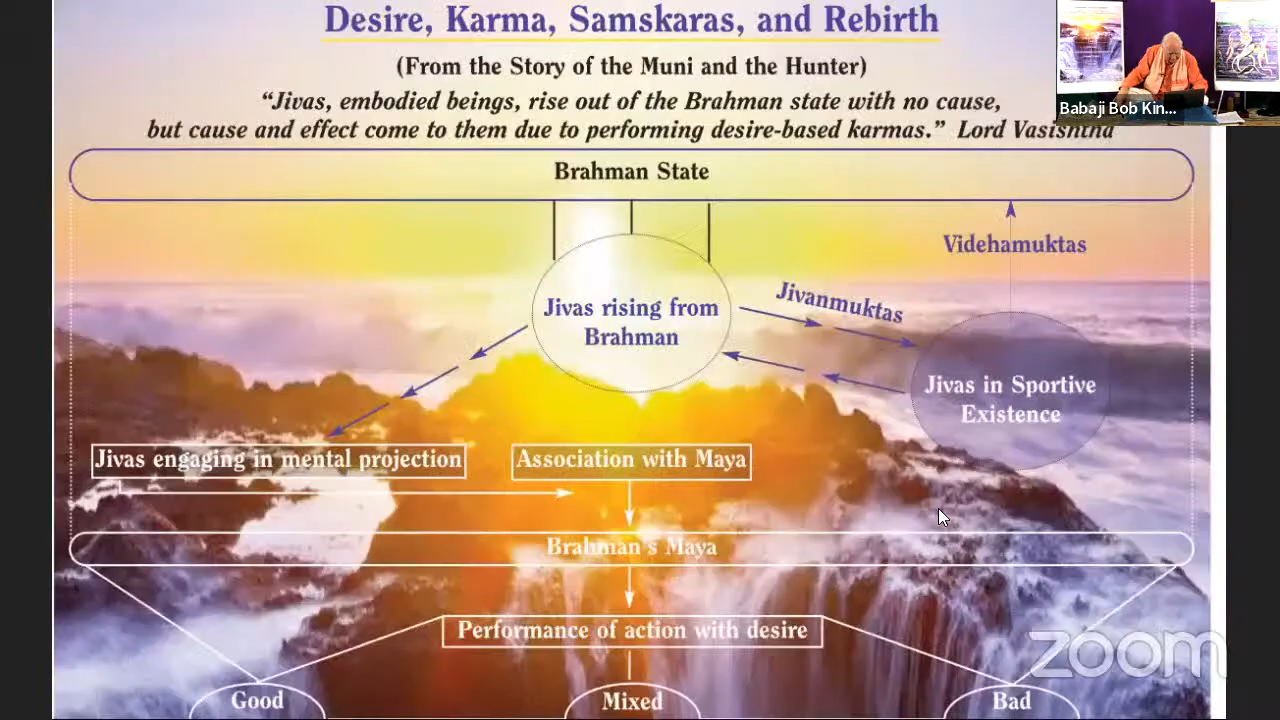 Desire, Karma, Samskaras, and Rebirth
(From the Story of the Muni and the Hunter)
“Jivas, embodied beings, rise out of the Brahman state with no cause,
but cause and effect come to them due to performing desire-based karmas.” Lord Vasishtha
Babaji Bob Kin...
Brahman State
Videhamuktas
Jivanmuktas
Jivas rising from
Brahman
Jivas in Sportive
Existence
Jivas engaging in mental projection
Association with Maya
Brahman's Maya
Performance of action with desire
zoom
Good
Mixed
Bad